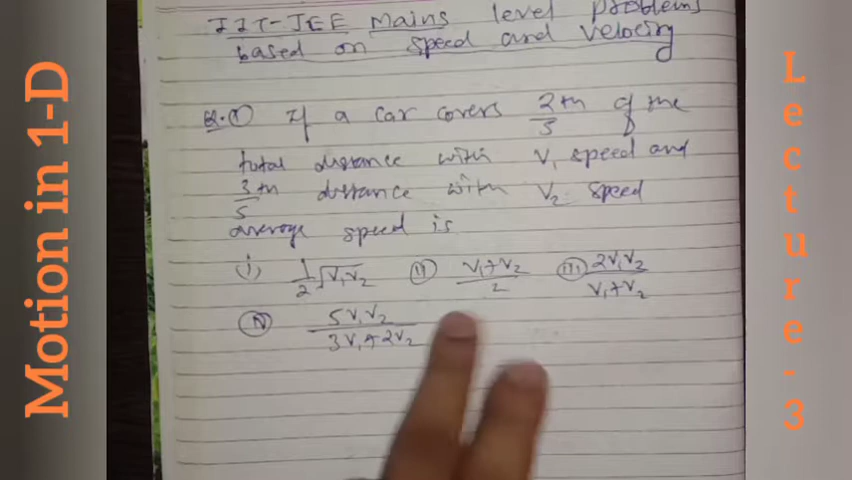 Motion in 1-D
IIT-JEE Mains level problems
based on speed and velocity
Q.① If a car covers 2/5 th of the
total distance with V₁ speed and
3/5 th distance with V₂ speed
average speed is
(i) 1/2 √V₁V₂ (ii) V₁+V₂/2 (iii) 2V₁V₂/V₁+V₂
(iv) 5V₁V₂/3V₁+2V₂
Lecture-3